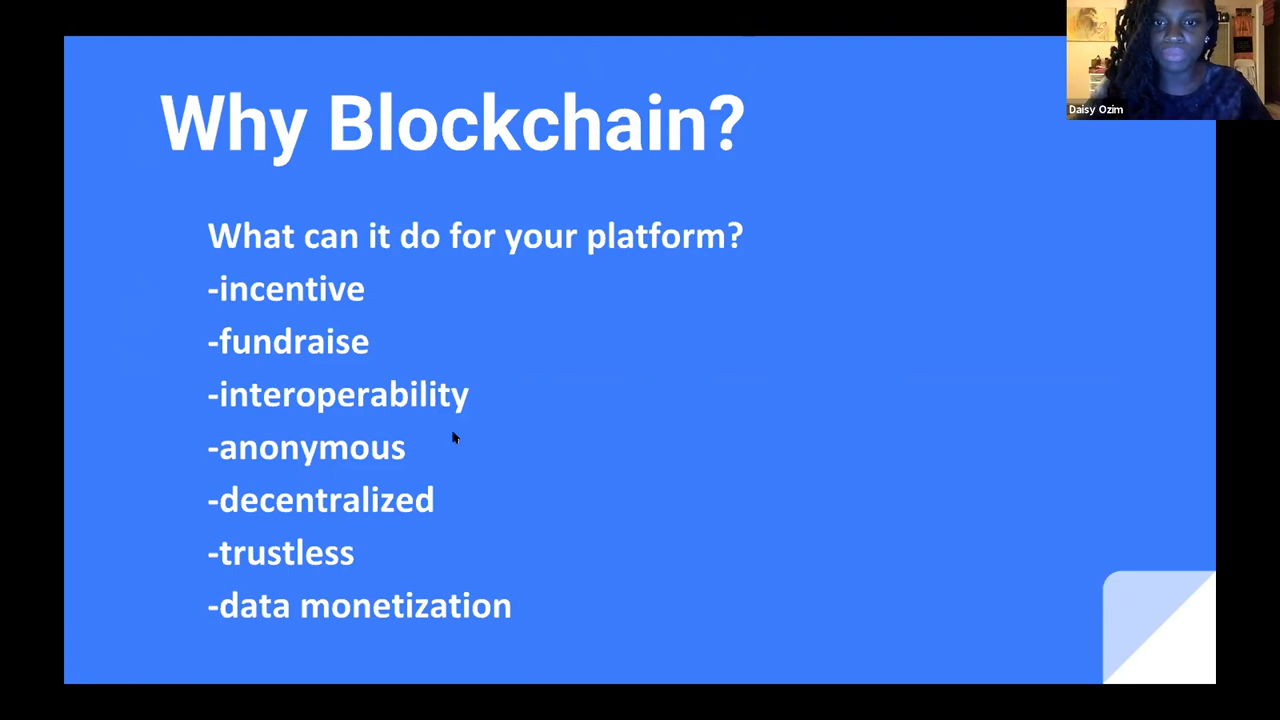 Why Blockchain?
Daisy Ozim
What can it do for your platform?
-incentive
-fundraise
-interoperability
-anonymous
-decentralized
-trustless
-data monetization